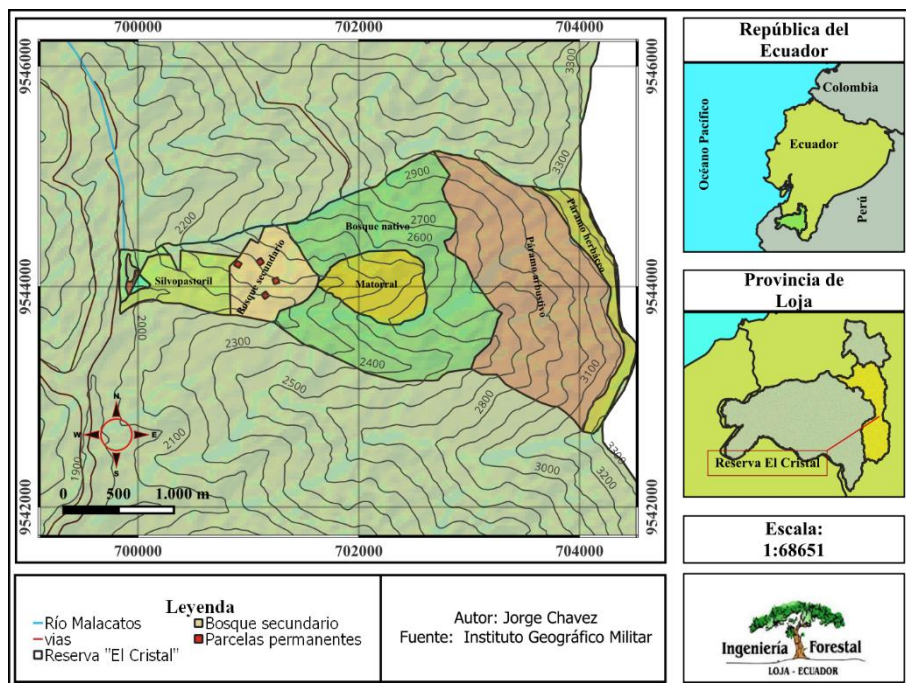 700000
702000
704000
9546000
9544000
9542000
9546000
9544000
9542000
3300
3300
2200
2900
2700
2600
Bosque nativo
Páramo herbáceo
Silvopastoril
Bosque secundario
Matorral
Páramo arbustivo
2000
2300
2400
2500
2100
1900
2800
3100
3000
3200
3300
N
W
E
S
0 500 1.000 m
700000
702000
704000
República del
Ecuador
Océano Pacífico
Colombia
Ecuador
Perú
Provincia de
Loja
Reserva El Cristal
Escala:
1:68651
Leyenda
Río Malacatos
vias
Reserva "El Cristal"
Bosque secundario
Parcelas permanentes
Autor: Jorge Chavez
Fuente: Instituto Geográfico Militar
Ingeniería Forestal
LOJA - ECUADOR